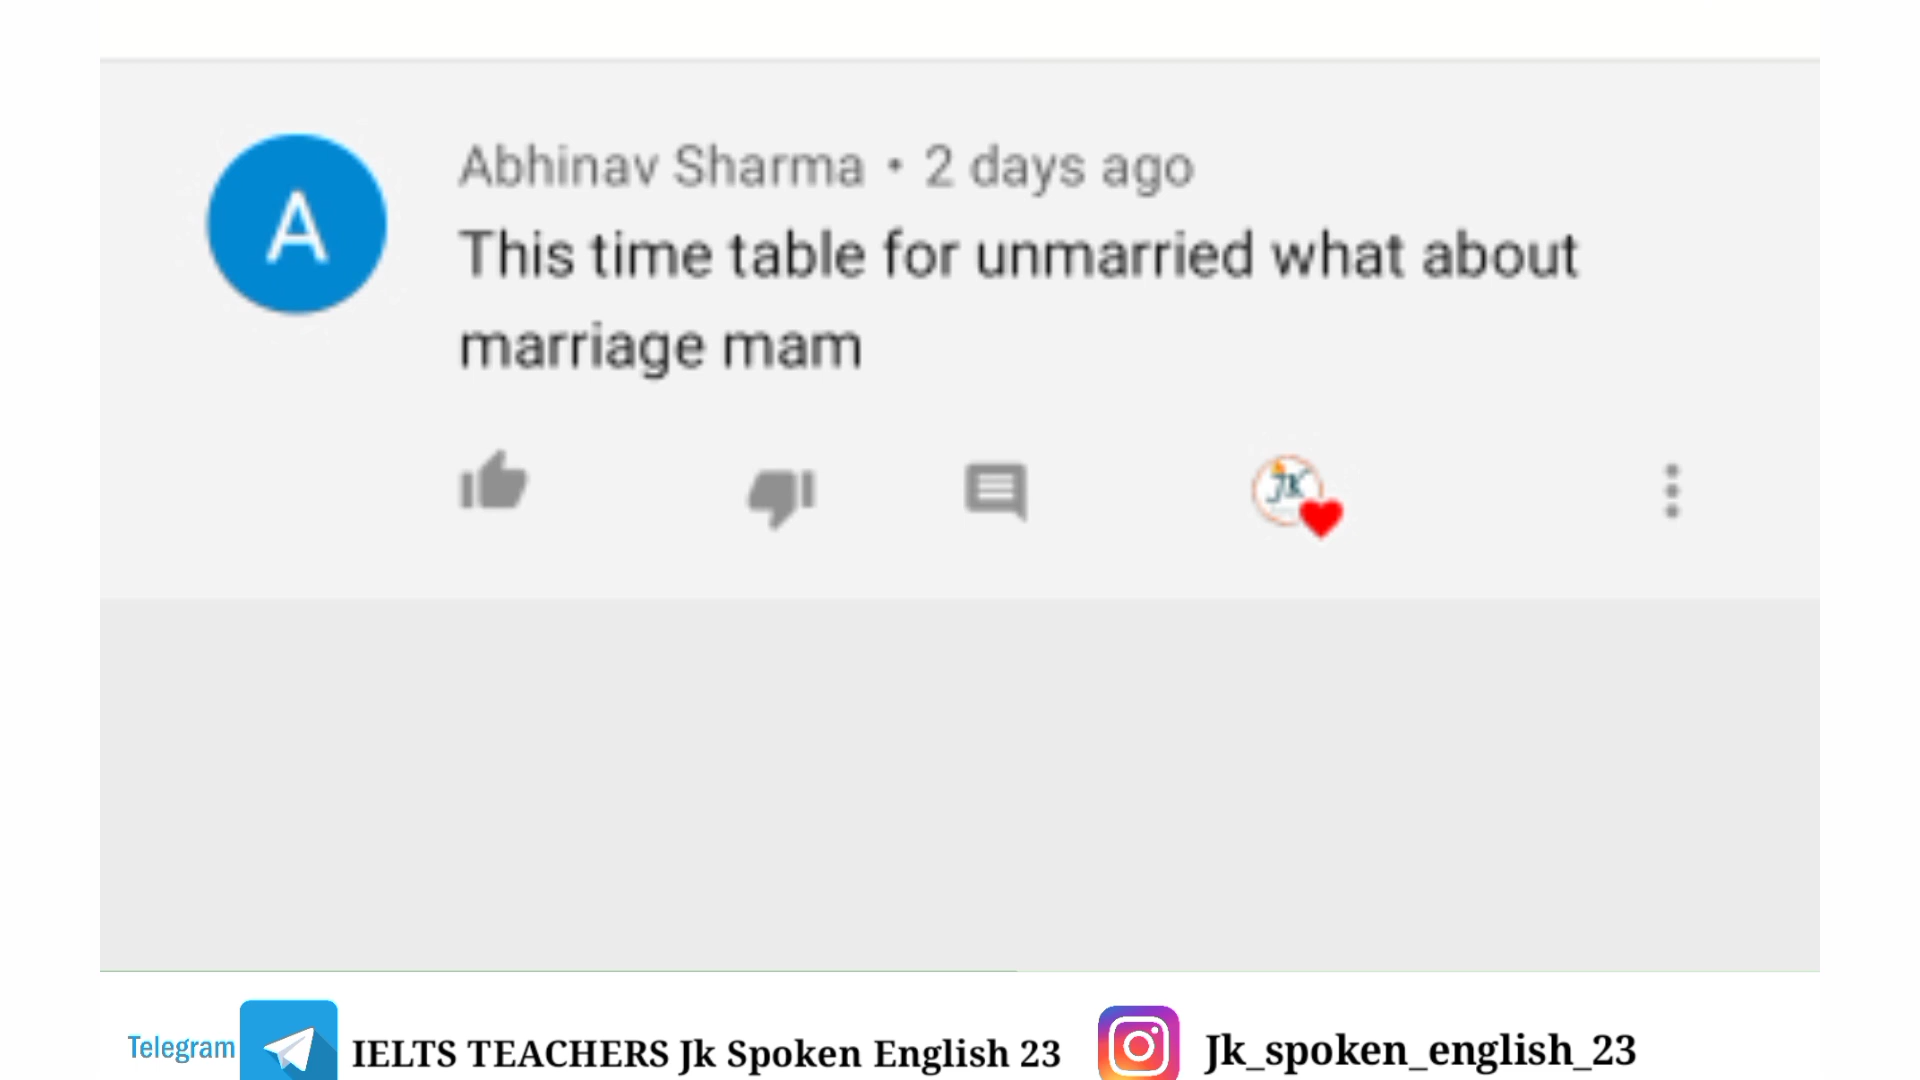 A
Abhinav Sharma • 2 days ago
This time table for unmarried what about
marriage mam
JK
Telegram
IELTS TEACHERS Jk Spoken English 23
Jk_spoken_english_23